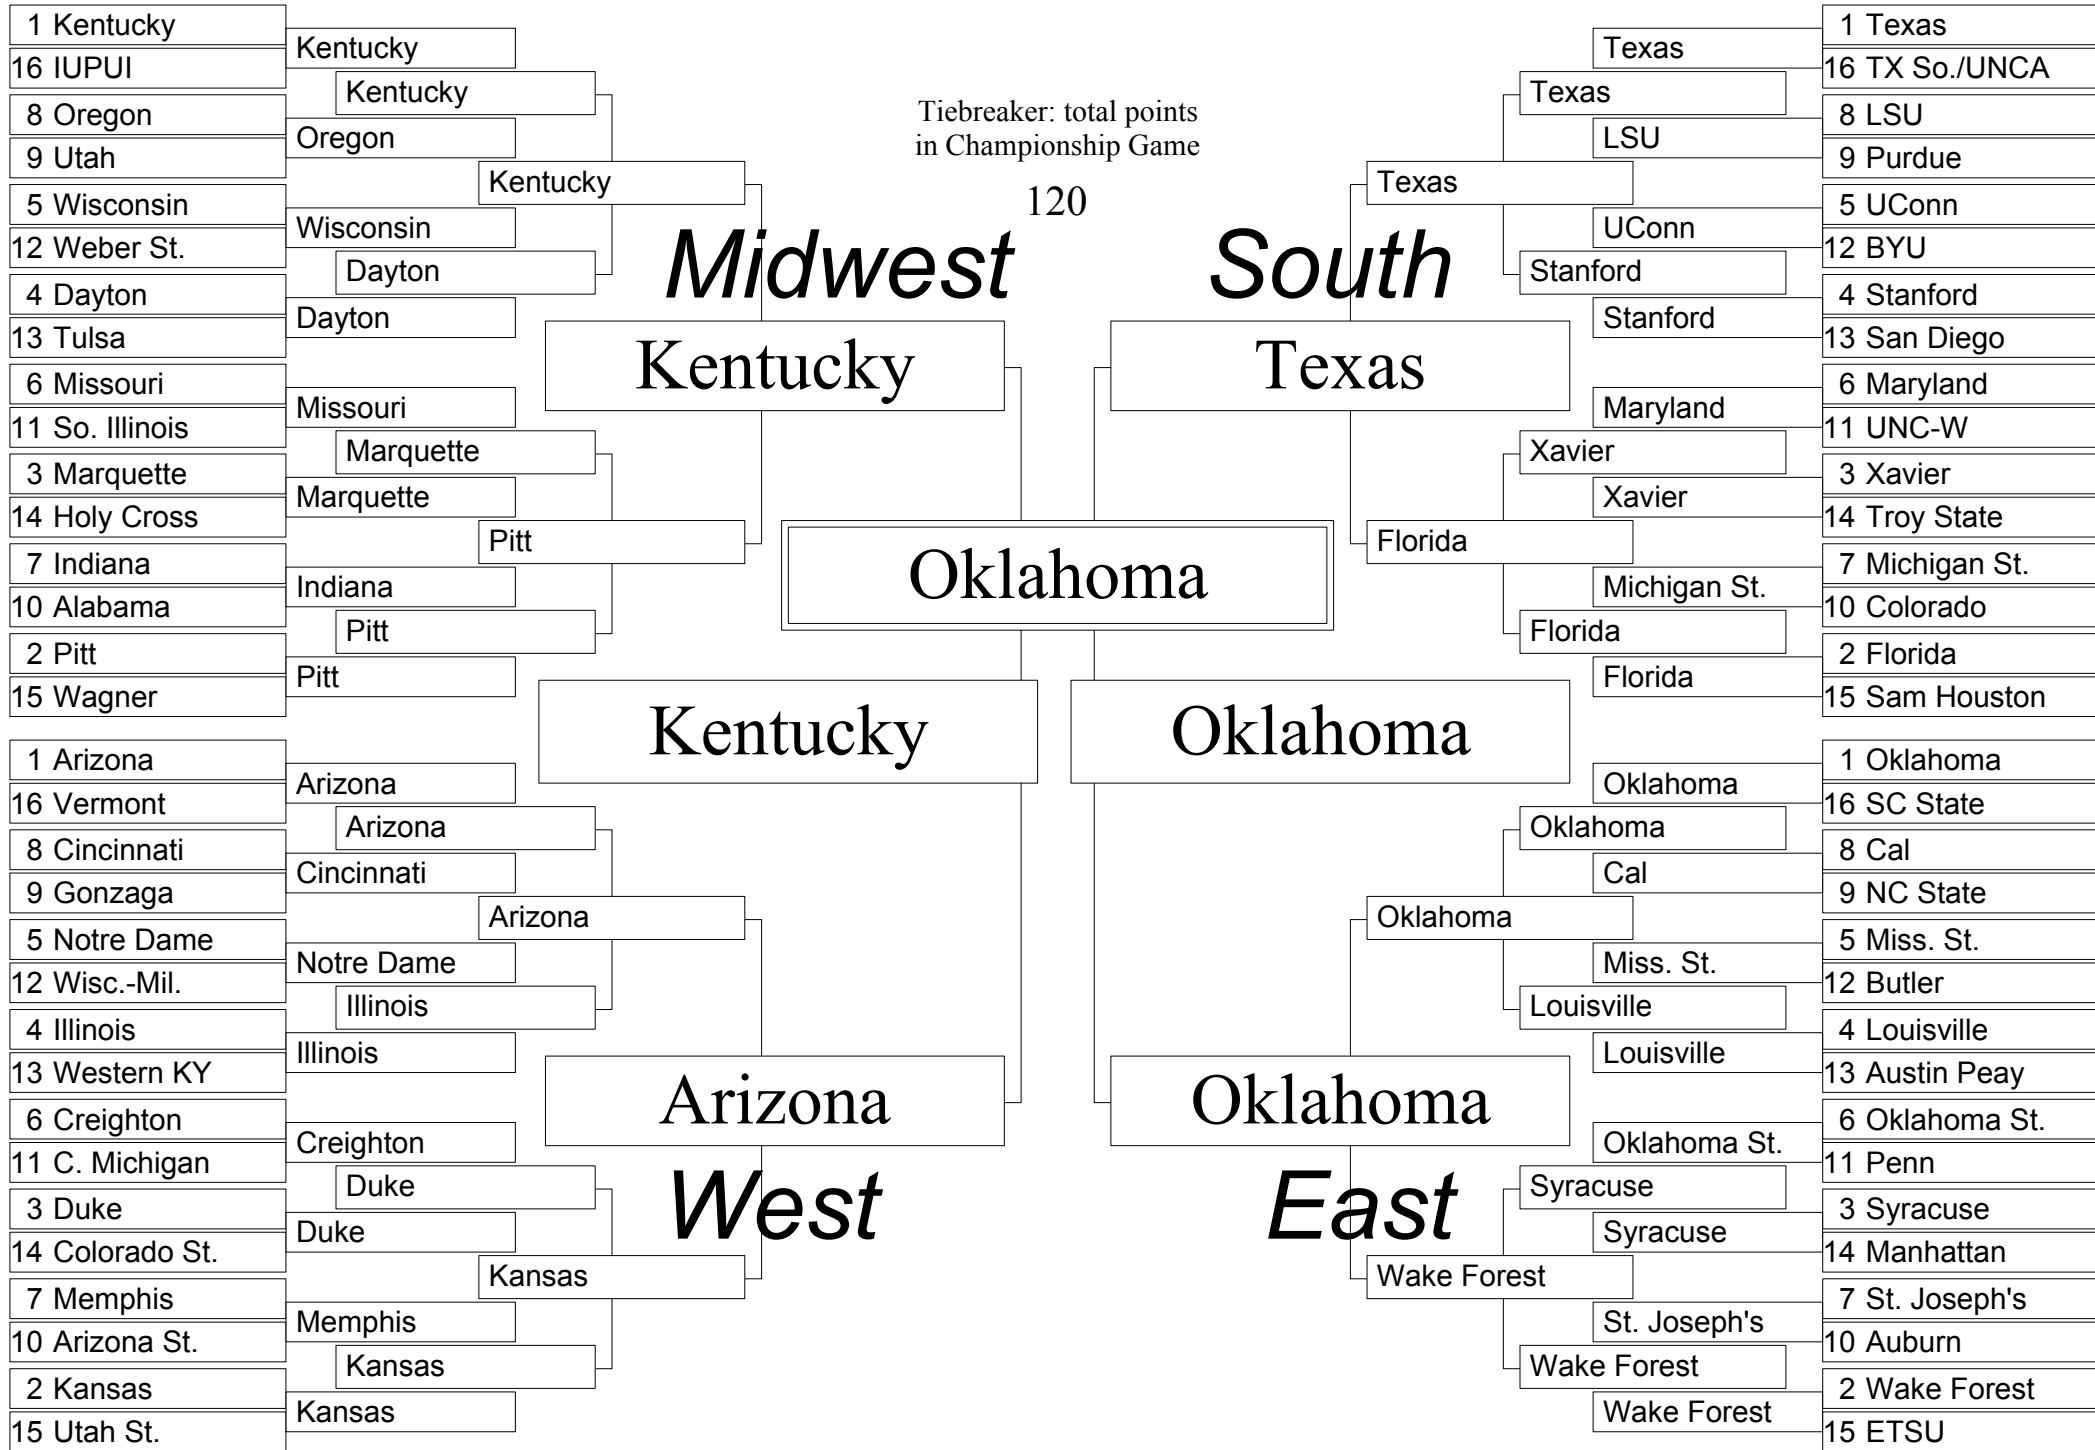 1 Kentucky
16 IUPUI
8 Oregon
9 Utah
5 Wisconsin
12 Weber St.
4 Dayton
13 Tulsa
6 Missouri
11 So. Illinois
3 Marquette
14 Holy Cross
7 Indiana
10 Alabama
2 Pitt
15 Wagner
Kentucky
Oregon
Wisconsin
Dayton
Missouri
Marquette
Indiana
Pitt
Kentucky
Dayton
Marquette
Pitt
Kentucky
Pitt
Midwest
Kentucky
1 Arizona
16 Vermont
8 Cincinnati
9 Gonzaga
5 Notre Dame
12 Wisc.-Mil.
4 Illinois
13 Western KY
6 Creighton
11 C. Michigan
3 Duke
14 Colorado St.
7 Memphis
10 Arizona St.
2 Kansas
15 Utah St.
Arizona
Cincinnati
Notre Dame
Illinois
Creighton
Duke
Memphis
Kansas
Arizona
Illinois
Duke
Kansas
Arizona
Kansas
Arizona
West
Tiebreaker: total points
in Championship Game
120
Oklahoma
Kentucky
Oklahoma
1 Texas
16 TX So./UNCA
8 LSU
9 Purdue
5 UConn
12 BYU
4 Stanford
13 San Diego
6 Maryland
11 UNC-W
3 Xavier
14 Troy State
7 Michigan St.
10 Colorado
2 Florida
15 Sam Houston
Texas
LSU
UConn
Stanford
Maryland
Xavier
Michigan St.
Florida
Texas
Stanford
Xavier
Florida
Texas
Florida
South
Texas
1 Oklahoma
16 SC State
8 Cal
9 NC State
5 Miss. St.
12 Butler
4 Louisville
13 Austin Peay
6 Oklahoma St.
11 Penn
3 Syracuse
14 Manhattan
7 St. Joseph's
10 Auburn
2 Wake Forest
15 ETSU
Oklahoma
Cal
Miss. St.
Louisville
Oklahoma St.
Syracuse
St. Joseph's
Wake Forest
Oklahoma
Louisville
Syracuse
Wake Forest
Oklahoma
Wake Forest
Oklahoma
East